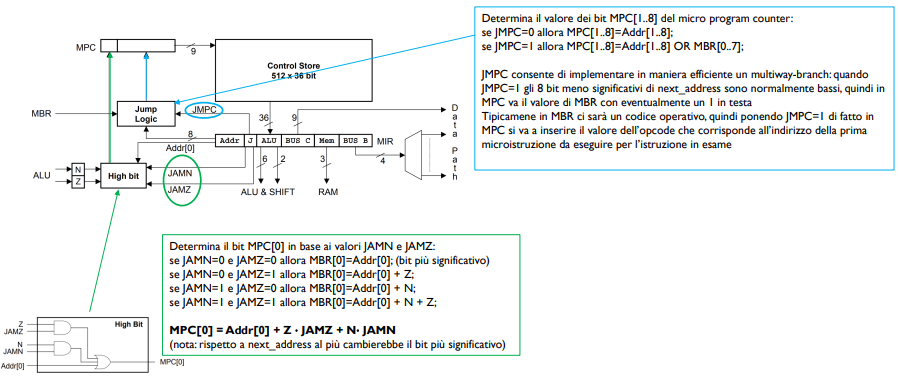 Determina il valore dei bit MPC[1..8] del micro program counter:
se JMPC=0 allora MPC[1..8]=Addr[1..8];
se JMPC=1 allora MPC[1..8]=Addr[1..8] OR MBR[0..7];
JMPC consente di implementare in maniera efficiente un multiway-branch: quando
JMPC=1 gli 8 bit meno significativi di next_address sono normalmente bassi, quindi in
MPC va il valore di MBR con eventualmente un 1 in testa
Tipicamene in MBR ci sarà un codice operativo, quindi ponendo JMPC=1 di fatto in
MPC si va a inserire il valore dell'opcode che corrisponde all'indirizzo della prima
microistruzione da eseguire per l'istruzione in esame
MPC
9
Control Store
512 x 36 bit
MBR
Jump
Logic
JMPC
36
9
8
Addr[0]
Addr J ALU BUS C Mem BUS B
MIR
Data Path
4
ALU
N
Z
High bit
JAMN
JAMZ
6
2
3
ALU & SHIFT
RAM
Determina il bit MPC[0] in base ai valori JAMN e JAMZ:
se JAMN=0 e JAMZ=0 allora MBR[0]=Addr[0]; (bit più significativo)
se JAMN=0 e JAMZ=1 allora MBR[0]=Addr[0] + Z;
se JAMN=1 e JAMZ=0 allora MBR[0]=Addr[0] + N;
se JAMN=1 e JAMZ=1 allora MBR[0]=Addr[0] + N + Z;
MPC[0] = Addr[0] + Z · JAMZ + N· JAMN
(nota: rispetto a next_address al più cambierebbe il bit più significativo)
Z
JAMZ
High Bit
N
JAMN
Addr[0]
MPC[0]